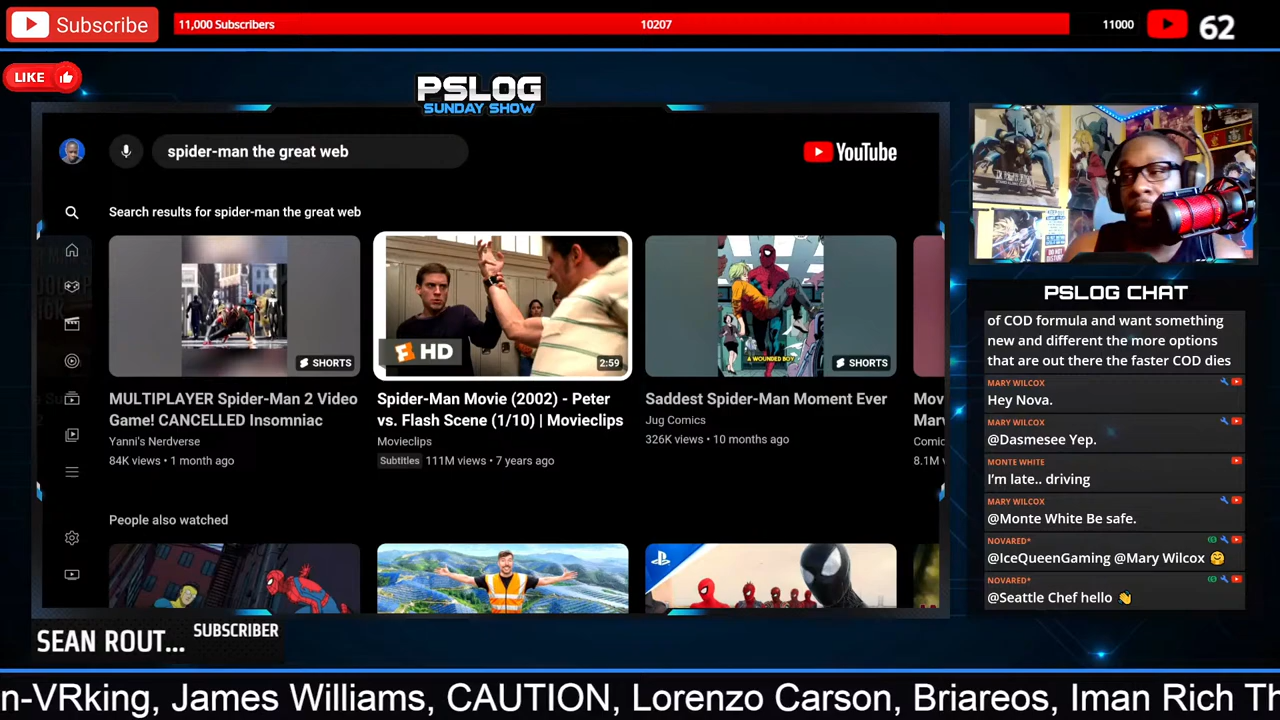 Subscribe
11,000 Subscribers
10207
11000
62
LIKE
PSLOG
SUNDAY SHOW
spider-man the great web
YouTube
Search results for spider-man the great web
SHORTS
HD
2:59
A WOUNDED BOY
SHORTS
MULTIPLAYER Spider-Man 2 Video
Game! CANCELLED Insomniac
Yanni's Nerdverse
84K views • 1 month ago
Spider-Man Movie (2002) - Peter
vs. Flash Scene (1/10) | Movieclips
Movieclips
Subtitles 111M views • 7 years ago
Saddest Spider-Man Moment Ever
Jug Comics
326K views • 10 months ago
Mov
Marv
Comic
8.1M v
People also watched
PSLOG CHAT
of COD formula and want something
new and different the more options
that are out there the faster COD dies
MARY WILCOX
Hey Nova.
MARY WILCOX
@Dasmesee Yep.
MONTE WHITE
I'm late.. driving
MARY WILCOX
@Monte White Be safe.
NOVARED*
@IceQueenGaming @Mary Wilcox 🤗
NOVARED*
@Seattle Chef hello 👋
SEAN ROUT...
SUBSCRIBER
n-VRking, James Williams, CAUTION, Lorenzo Carson, Briareos, Iman Rich Th